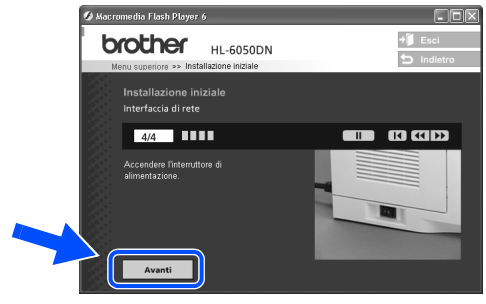 Macromedia Flash Player 6
brother
HL-6050DN
Esci
Indietro
Menu superiore >> Installazione iniziale
Installazione iniziale
Interfaccia di rete
4/4
Accendere l'interruttore di
alimentazione.
Avanti